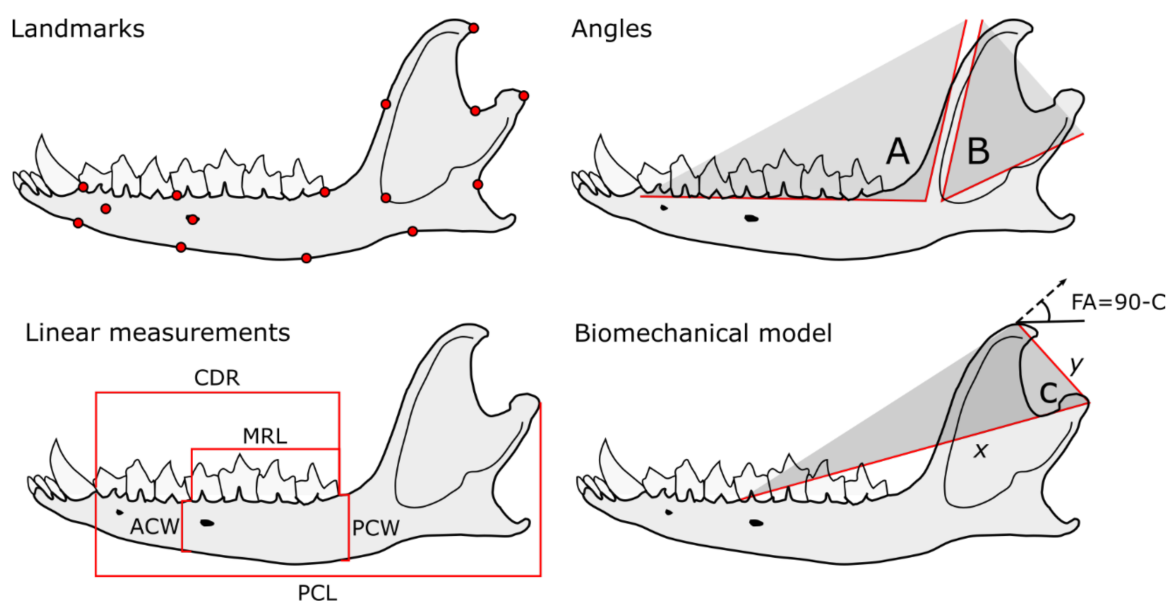 Landmarks
Angles
A
B
Linear measurements
CDR
MRL
ACW
PCW
PCL
Biomechanical model
FA=90-C
y
C
x